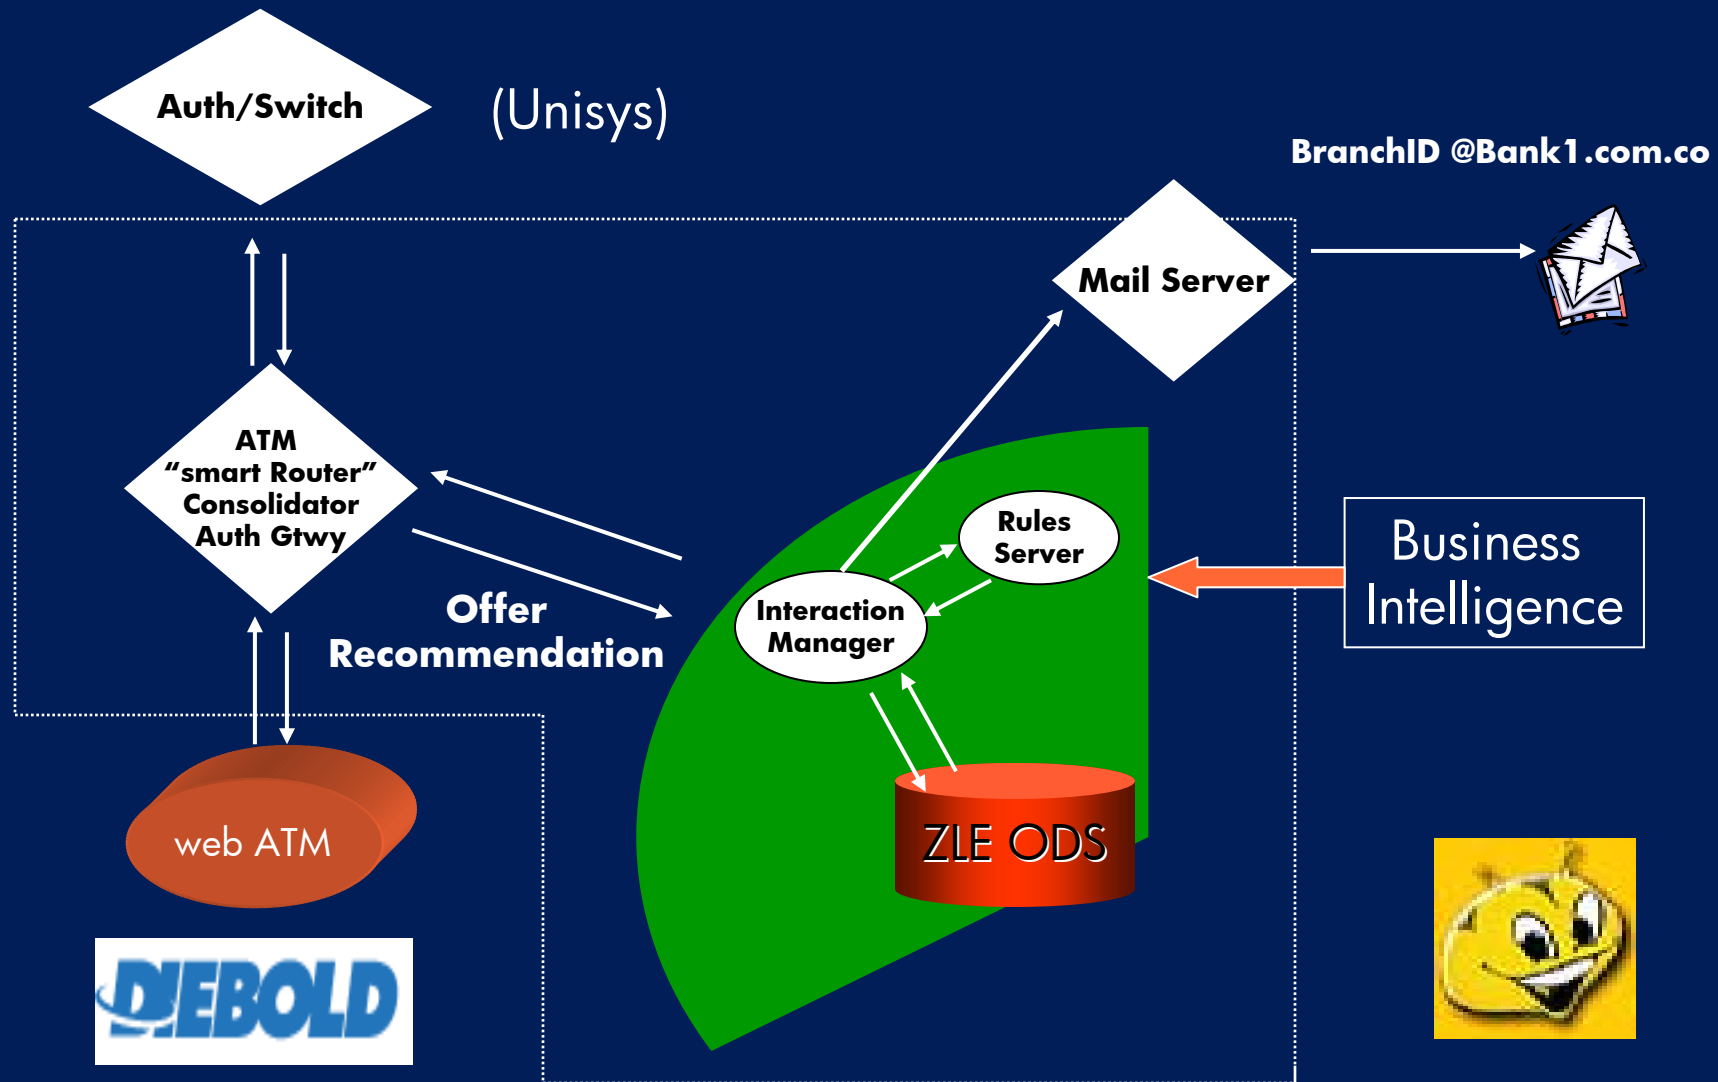 Auth/Switch
(Unisys)
BranchID @Bank1.com.co
Mail Server
ATM
“smart Router”
Consolidator
Auth Gtwy
Rules
Server
Business
Intelligence
Interaction
Manager
Offer
Recommendation
ZLE ODS
web ATM
DIEBOLD